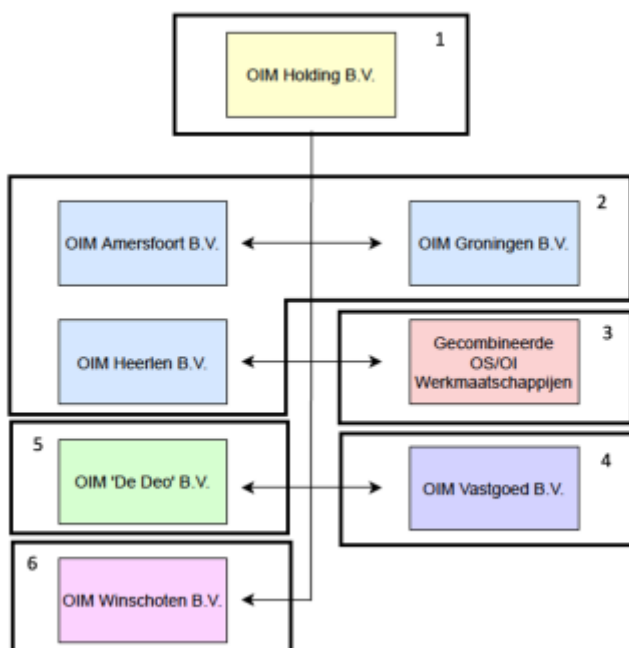 1
OIM Holding B.V.
2
OIM Amersfoort B.V.
OIM Groningen B.V.
OIM Heerlen B.V.
3
Gecombineerde
OS/OI
Werkmaatschappijen
5
OIM 'De Deo' B.V.
4
OIM Vastgoed B.V.
6
OIM Winschoten B.V.